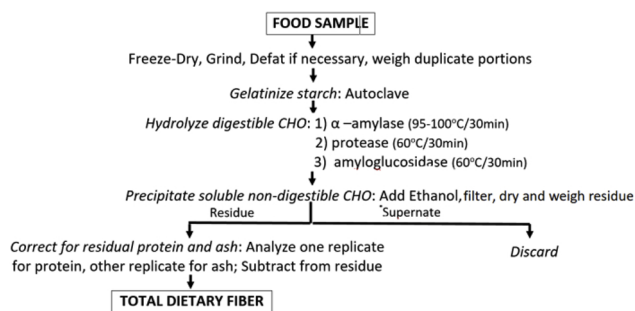 FOOD SAMPLE
Freeze-Dry, Grind, Defat if necessary, weigh duplicate portions
Gelatinize starch: Autoclave
Hydrolyze digestible CHO: 1) α –amylase (95-100°C/30min)
2) protease (60°C/30min)
3) amyloglucosidase (60°C/30min)
Precipitate soluble non-digestible CHO: Add Ethanol, filter, dry and weigh residue
Residue
Supernate
Correct for residual protein and ash: Analyze one replicate
for protein, other replicate for ash; Subtract from residue
Discard
TOTAL DIETARY FIBER